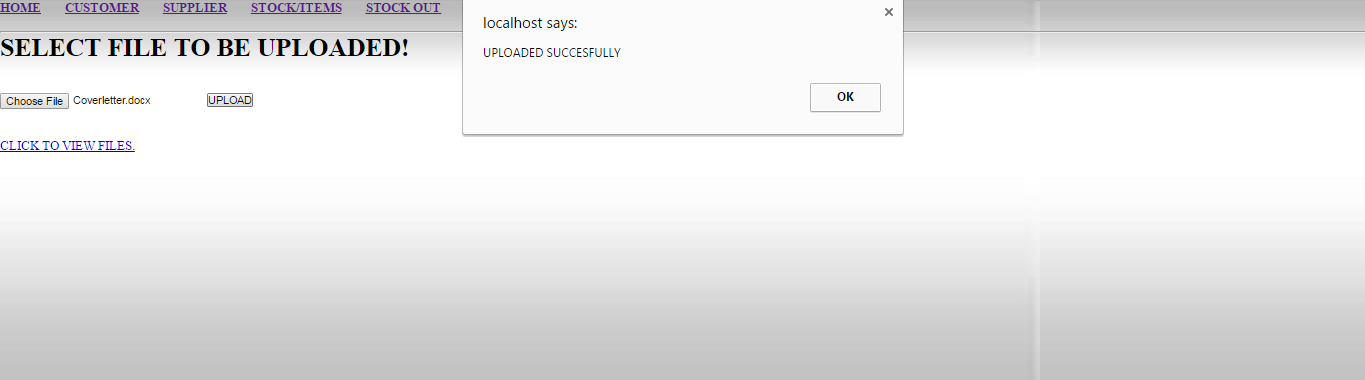 HOME CUSTOMER SUPPLIER STOCK/ITEMS STOCK OUT
SELECT FILE TO BE UPLOADED!
Choose File Coverletter.docx UPLOAD
CLICK TO VIEW FILES.
localhost says:
UPLOADED SUCCESFULLY
OK